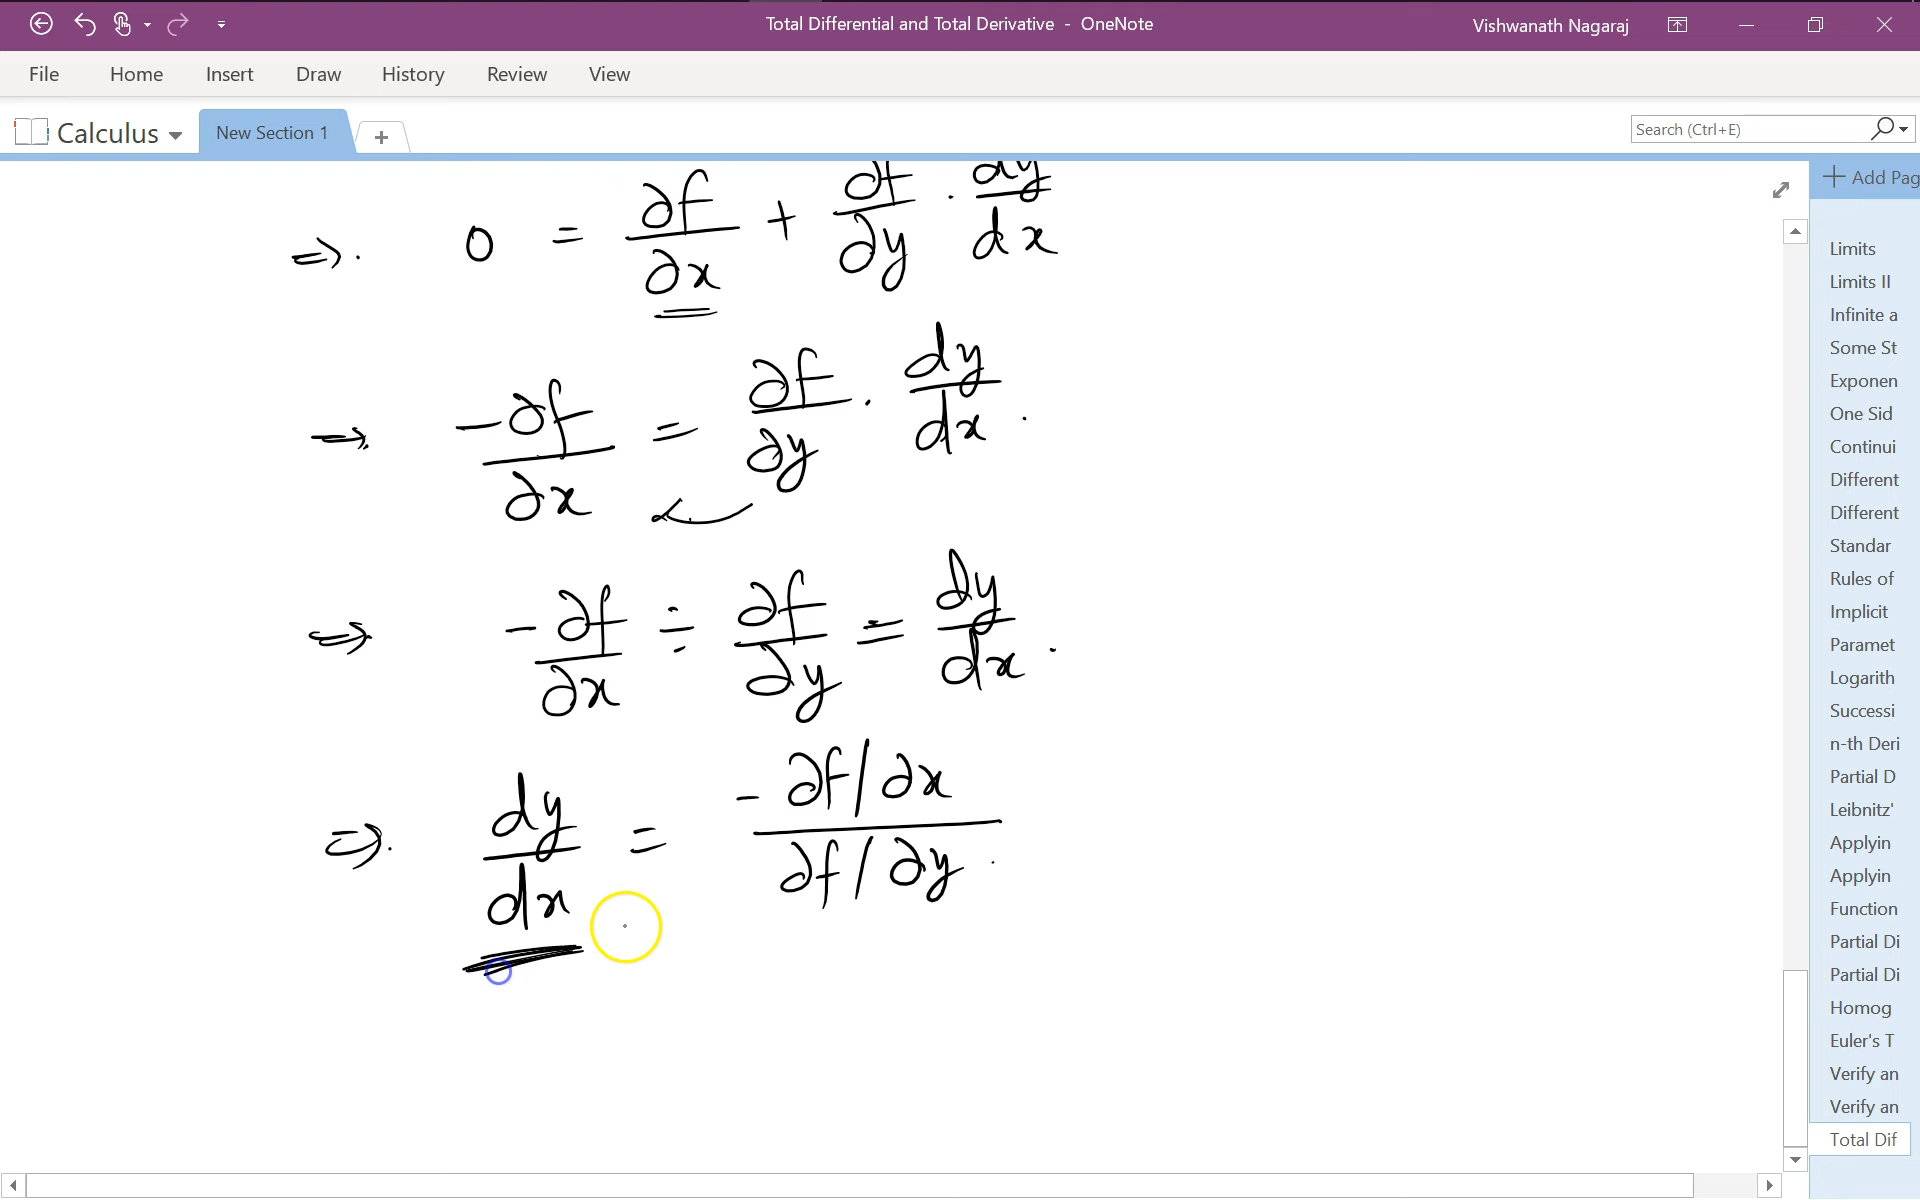 Total Differential and Total Derivative - OneNote
Vishwanath Nagaraj
File Home Insert Draw History Review View
Calculus New Section 1 +
Search (Ctrl+E)
Add Pag
⇒. 0 = ∂f/∂x + ∂f/∂y · dy/dx
→ -∂f/∂x = ∂f/∂y · dy/dx .
⇒ -∂f/∂x ÷ ∂f/∂y = dy/dx .
⇒. dy/dx = -∂f/∂x / ∂f/∂y .
Limits
Limits II
Infinite a
Some St
Exponen
One Sid
Continui
Different
Different
Standar
Rules of
Implicit
Paramet
Logarith
Successi
n-th Deri
Partial D
Leibnitz'
Applyin
Applyin
Function
Partial Di
Partial Di
Homog
Euler's T
Verify an
Verify an
Total Dif